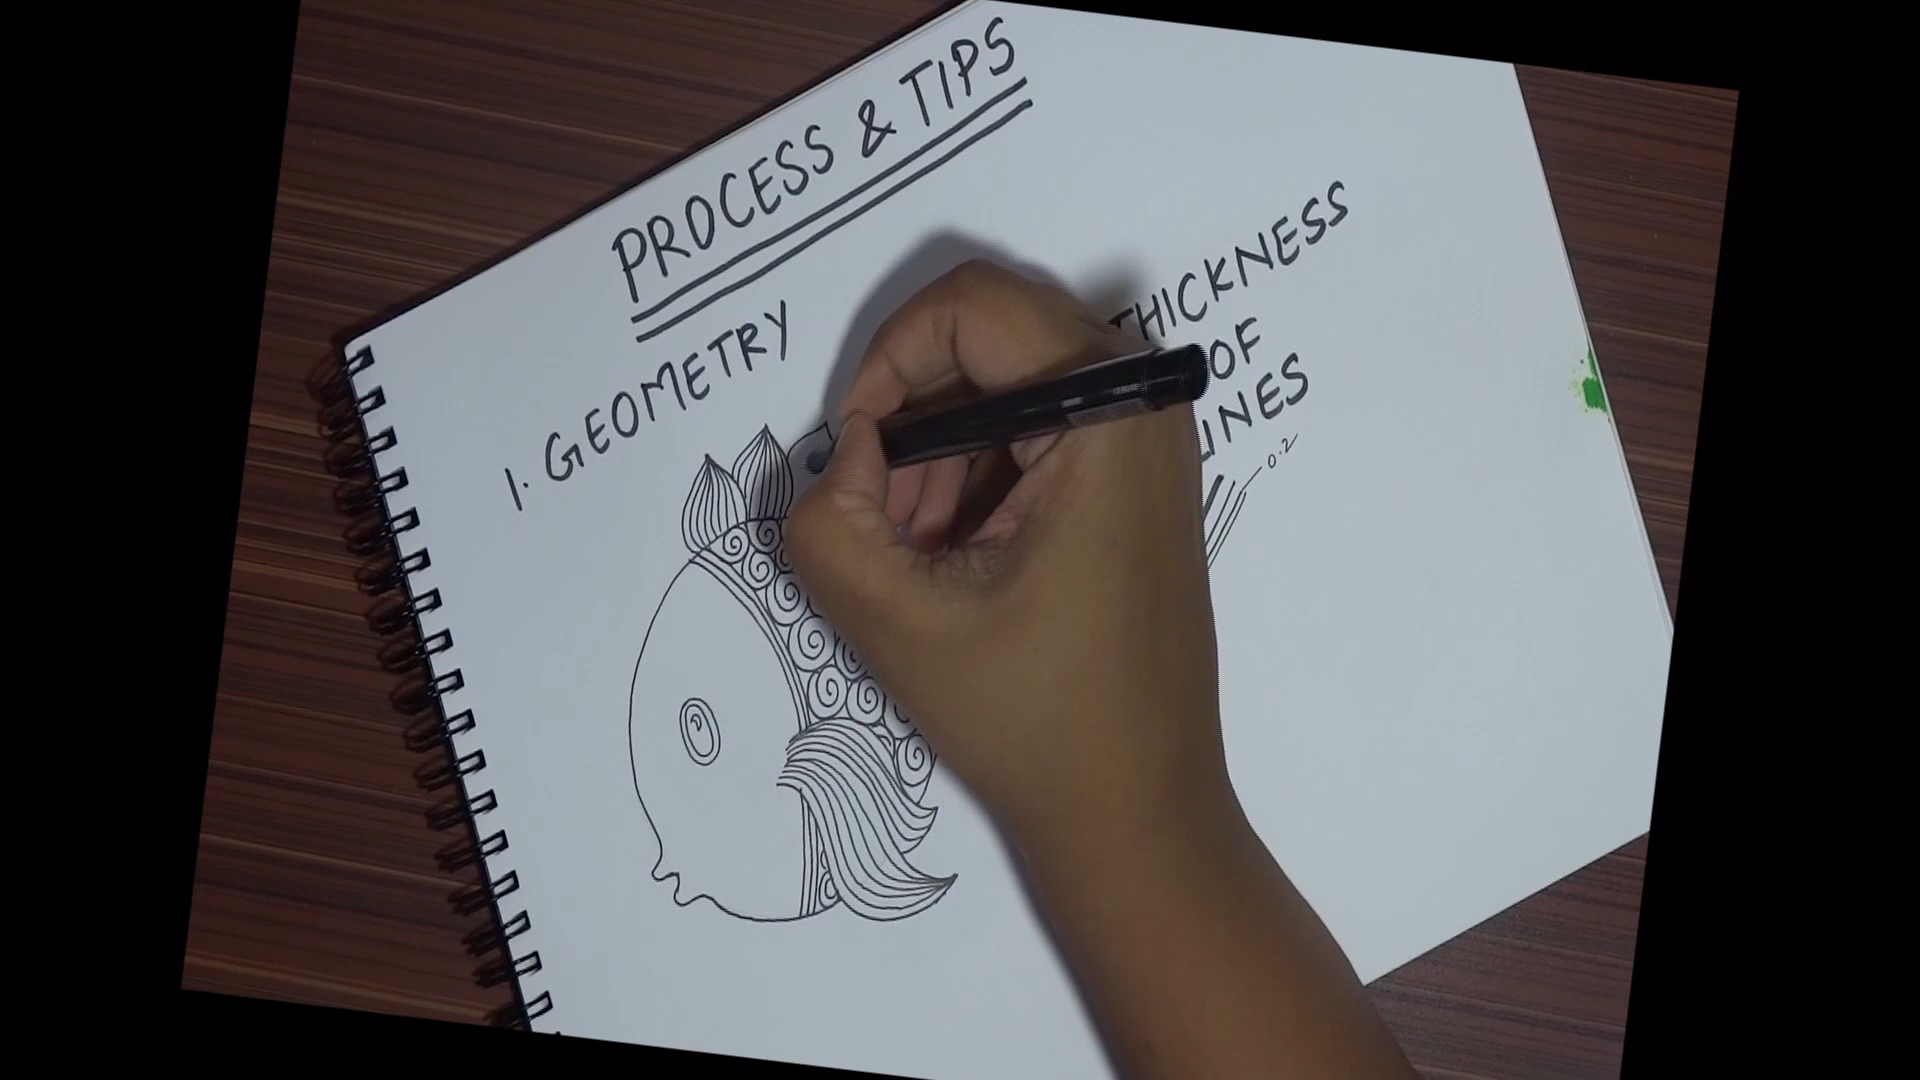 PROCESS & TIPS
1. GEOMETRY
THICKNESS
OF
LINES
0.2